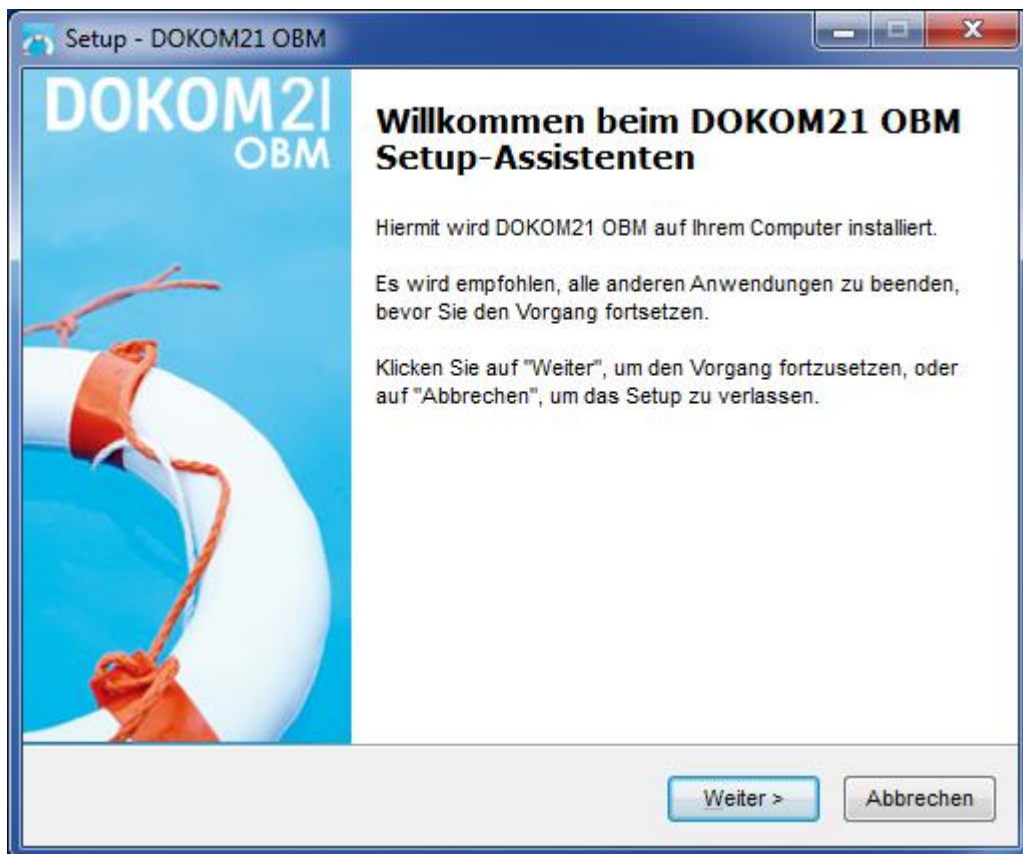 Setup - DOKOM21 OBM
DOKOM21
OBM
Willkommen beim DOKOM21 OBM
Setup-Assistenten
Hiermit wird DOKOM21 OBM auf Ihrem Computer installiert.
Es wird empfohlen, alle anderen Anwendungen zu beenden,
bevor Sie den Vorgang fortsetzen.
Klicken Sie auf "Weiter", um den Vorgang fortzusetzen, oder
auf "Abbrechen", um das Setup zu verlassen.
Weiter >
Abbrechen